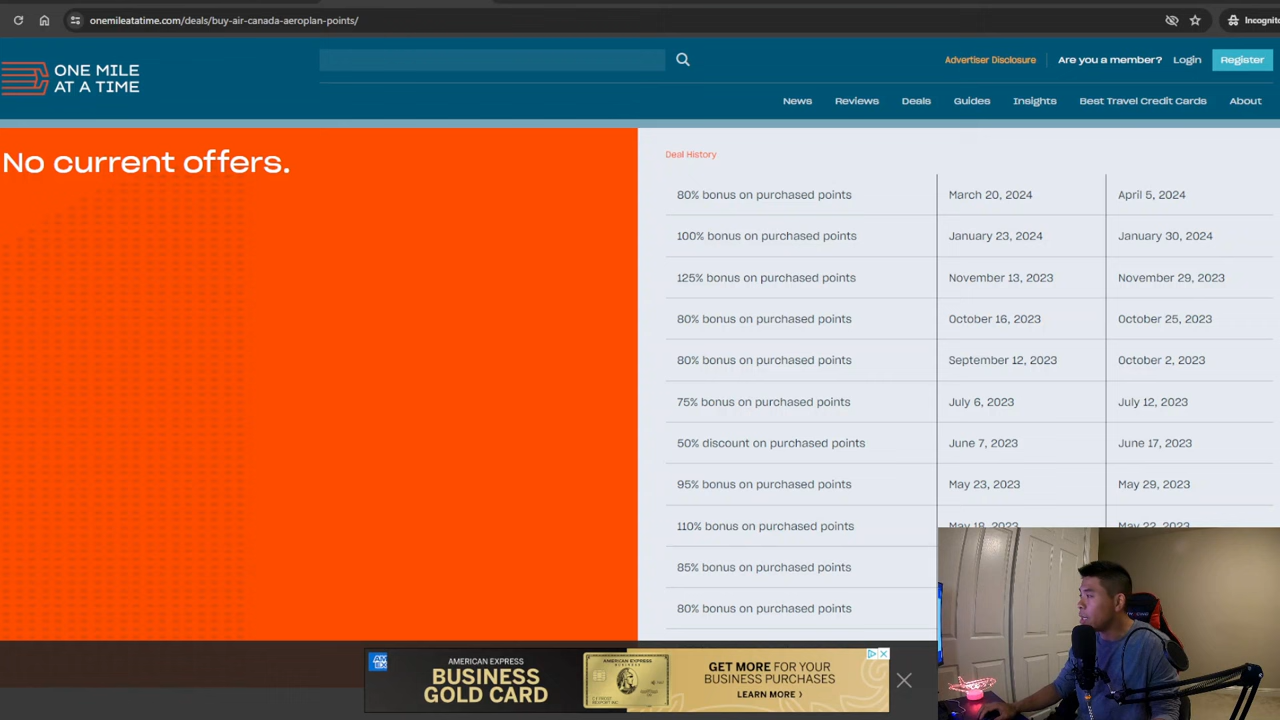 onemileatatime.com/deals/buy-air-canada-aeroplan-points/
Incognito
ONE MILE
AT A TIME
Advertiser Disclosure
Are you a member?
Login
Register
News
Reviews
Deals
Guides
Insights
Best Travel Credit Cards
About
No current offers.
Deal History
80% bonus on purchased points March 20, 2024 April 5, 2024
100% bonus on purchased points January 23, 2024 January 30, 2024
125% bonus on purchased points November 13, 2023 November 29, 2023
80% bonus on purchased points October 16, 2023 October 25, 2023
80% bonus on purchased points September 12, 2023 October 2, 2023
75% bonus on purchased points July 6, 2023 July 12, 2023
50% discount on purchased points June 7, 2023 June 17, 2023
95% bonus on purchased points May 23, 2023 May 29, 2023
110% bonus on purchased points May 18, 2023 May 22, 2023
85% bonus on purchased points
80% bonus on purchased points
AMERICAN EXPRESS
BUSINESS
GOLD CARD
GET MORE FOR YOUR
BUSINESS PURCHASES
LEARN MORE